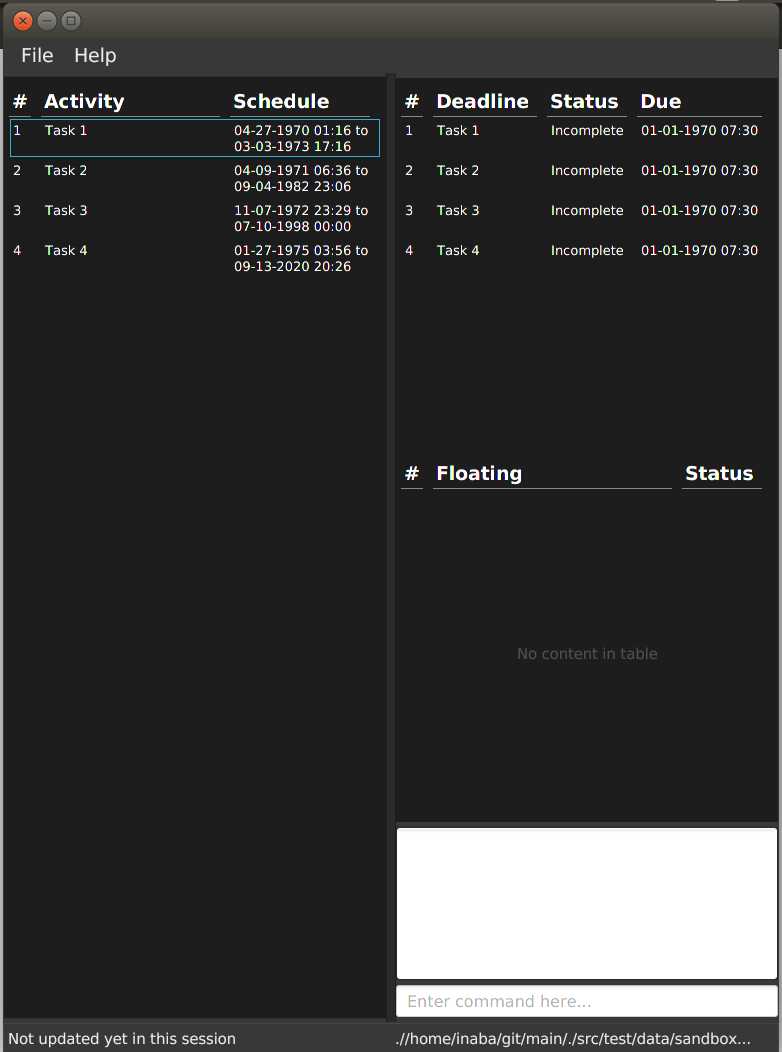 File Help
# Activity Schedule
1 Task 1 04-27-1970 01:16 to
03-03-1973 17:16
2 Task 2 04-09-1971 06:36 to
09-04-1982 23:06
3 Task 3 11-07-1972 23:29 to
07-10-1998 00:00
4 Task 4 01-27-1975 03:56 to
09-13-2020 20:26
# Deadline Status Due
1 Task 1 Incomplete 01-01-1970 07:30
2 Task 2 Incomplete 01-01-1970 07:30
3 Task 3 Incomplete 01-01-1970 07:30
4 Task 4 Incomplete 01-01-1970 07:30
# Floating Status
No content in table
Enter command here...
Not updated yet in this session
.//home/inaba/git/main/./src/test/data/sandbox...